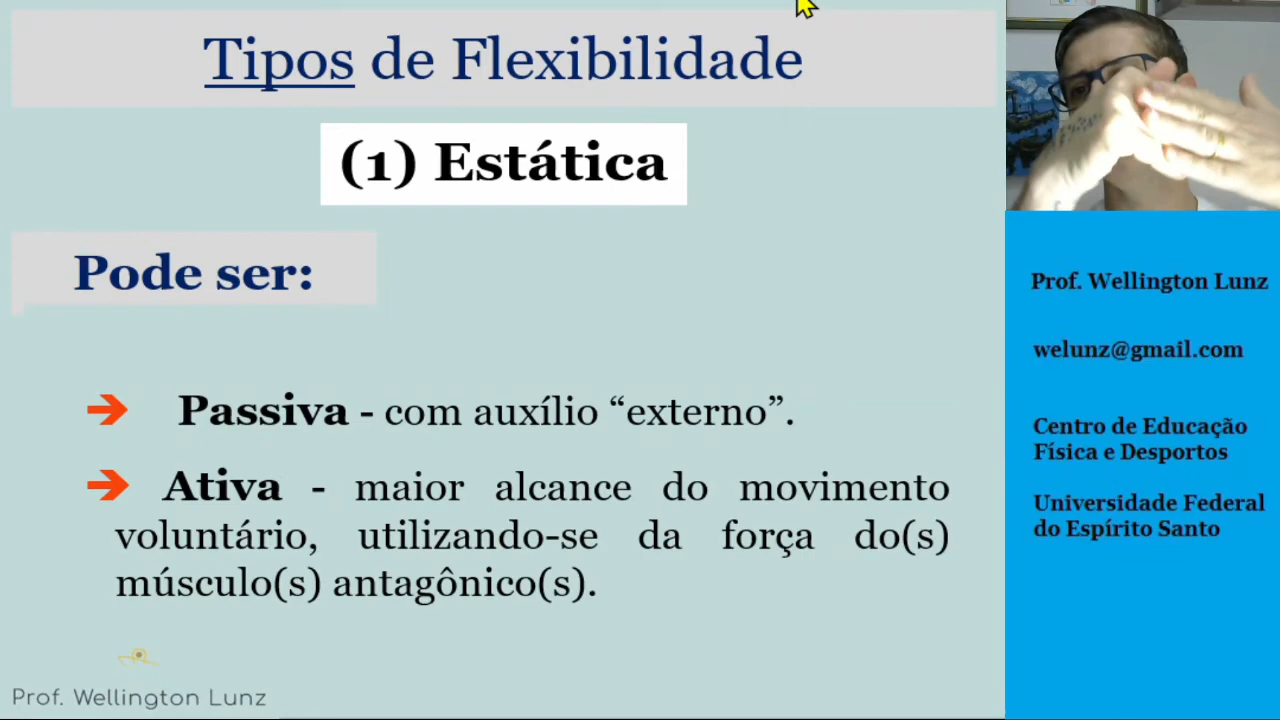 Tipos de Flexibilidade
(1) Estática
Pode ser:
➔ Passiva - com auxílio “externo”.
➔ Ativa - maior alcance do movimento
voluntário, utilizando-se da força do(s)
músculo(s) antagônico(s).
Prof. Wellington Lunz
Prof. Wellington Lunz
welunz@gmail.com
Centro de Educação
Física e Desportos
Universidade Federal
do Espírito Santo